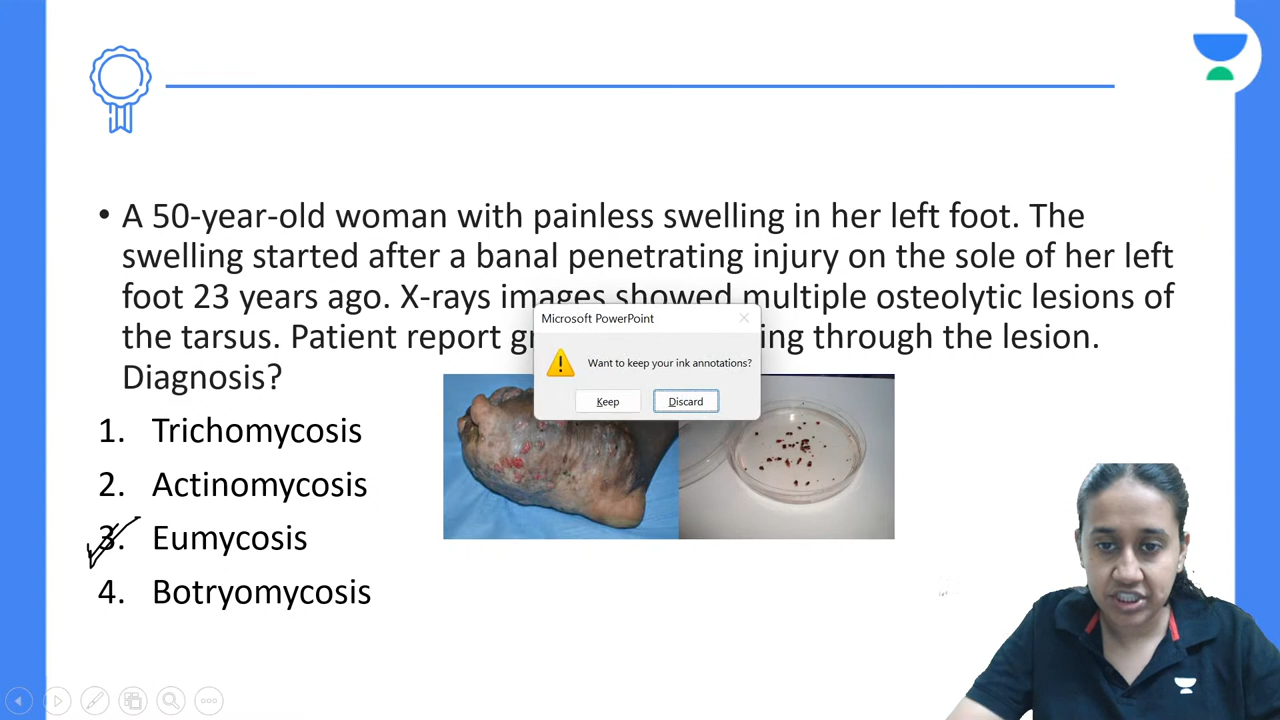 • A 50-year-old woman with painless swelling in her left foot. The
swelling started after a banal penetrating injury on the sole of her left
foot 23 years ago. X-rays images showed multiple osteolytic lesions of
the tarsus. Patient report ing through the lesion.
Diagnosis?
Microsoft PowerPoint
Want to keep your ink annotations?
Keep Discard
1. Trichomycosis
2. Actinomycosis
3. Eumycosis
4. Botryomycosis